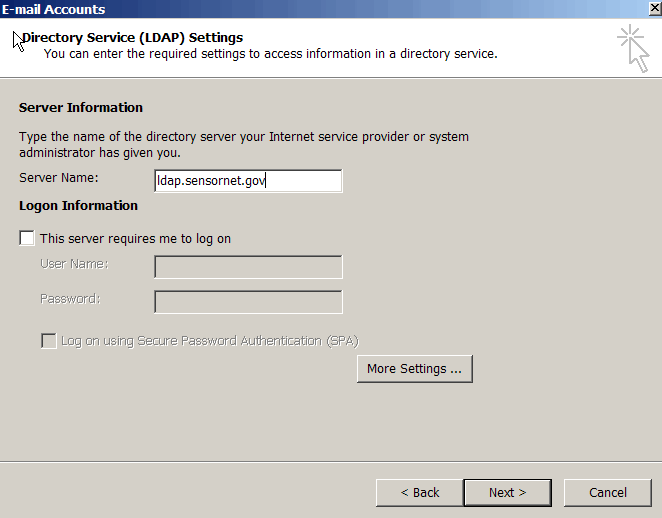 E-mail Accounts
Directory Service (LDAP) Settings
You can enter the required settings to access information in a directory service.
Server Information
Type the name of the directory server your Internet service provider or system
administrator has given you.
Server Name:
ldap.sensornet.gov
Logon Information
This server requires me to log on
User Name:
Password:
Log on using Secure Password Authentication (SPA)
More Settings ...
< Back
Next >
Cancel